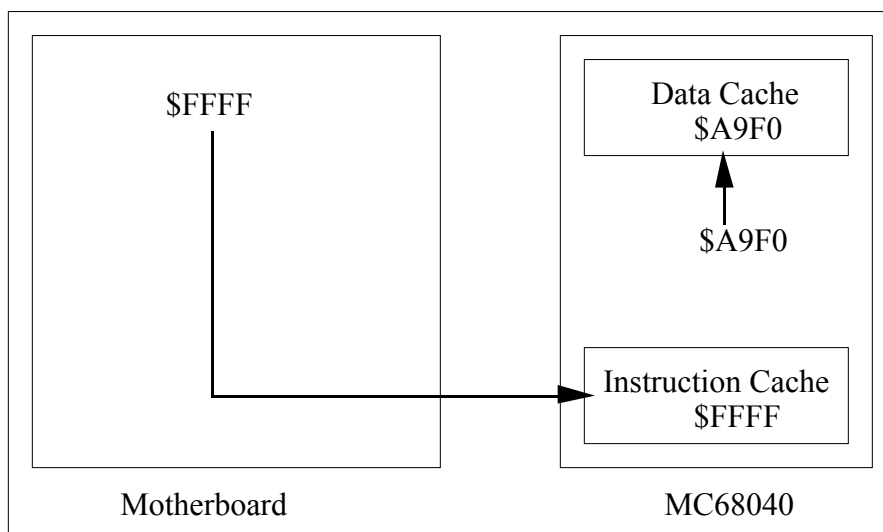 $FFFF
Data Cache
$A9F0
$A9F0
Instruction Cache
$FFFF
Motherboard
MC68040